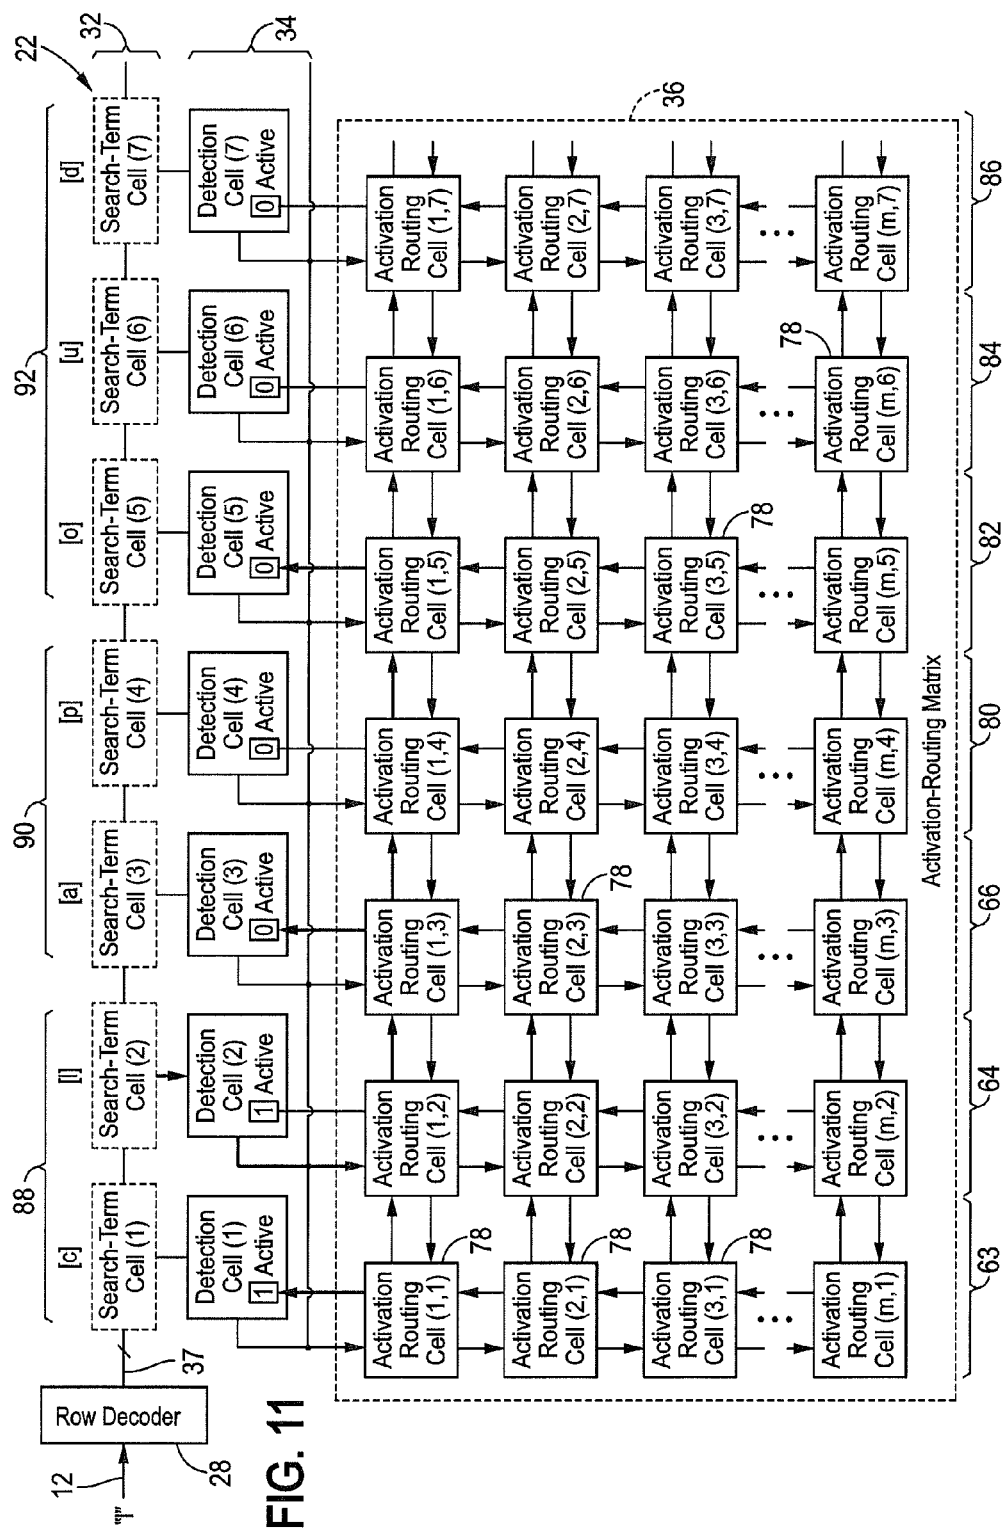 88 90 92 22
[c] [l] [a] [p] [o] [u] [d]
32
12
"l"
Row Decoder
28
37
Search-Term Cell (1)
Search-Term Cell (2)
Search-Term Cell (3)
Search-Term Cell (4)
Search-Term Cell (5)
Search-Term Cell (6)
Search-Term Cell (7)
34
Detection Cell (1)
1 Active
Detection Cell (2)
1 Active
Detection Cell (3)
0 Active
Detection Cell (4)
0 Active
Detection Cell (5)
0 Active
Detection Cell (6)
0 Active
Detection Cell (7)
0 Active
FIG. 11
36
Activation Routing Cell (1,1)
78
Activation Routing Cell (1,2)
Activation Routing Cell (1,3)
Activation Routing Cell (1,4)
Activation Routing Cell (1,5)
Activation Routing Cell (1,6)
Activation Routing Cell (1,7)
Activation Routing Cell (2,1)
78
Activation Routing Cell (2,2)
Activation Routing Cell (2,3)
78
Activation Routing Cell (2,4)
Activation Routing Cell (2,5)
Activation Routing Cell (2,6)
Activation Routing Cell (2,7)
Activation Routing Cell (3,1)
78
Activation Routing Cell (3,2)
Activation Routing Cell (3,3)
Activation Routing Cell (3,4)
Activation Routing Cell (3,5)
78
Activation Routing Cell (3,6)
Activation Routing Cell (3,7)
Activation Routing Cell (m,1)
Activation Routing Cell (m,2)
Activation Routing Cell (m,3)
Activation Routing Cell (m,4)
Activation Routing Cell (m,5)
Activation Routing Cell (m,6)
78
Activation Routing Cell (m,7)
Activation-Routing Matrix
63 64 66 80 82 84 86